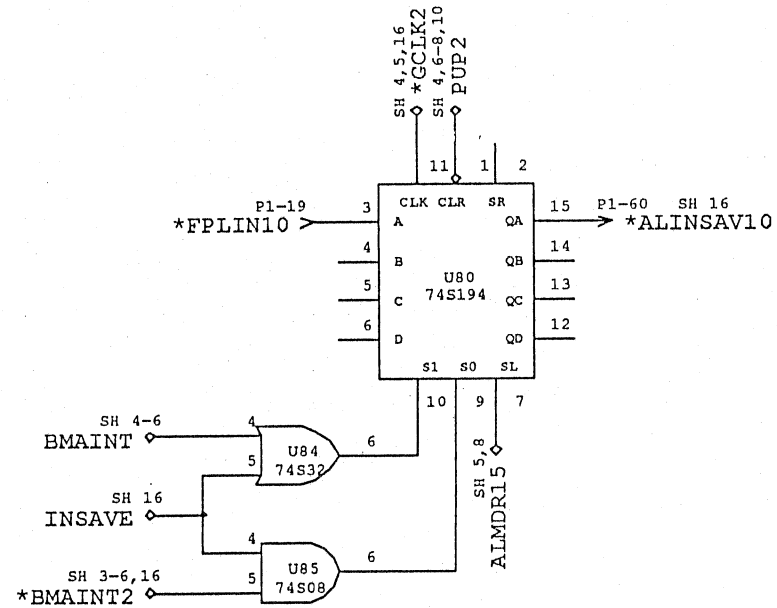 SH 4,5,16
*GCLK2
SH 4,6-8,10
PUP2
11 1 2
CLK CLR SR
P1-19
*FPLIN10
3
A
4
B
5
C
6
D
U80
74S194
QA
15
P1-60 SH 16
*ALINSAV10
QB
14
QC
13
QD
12
S1 S0 SL
10 9 7
SH 5,8
ALMDR15
SH 4-6
BMAINT
4
5
U84
74S32
6
SH 16
INSAVE
4
5
U85
74S08
6
SH 3-6,16
*BMAINT2